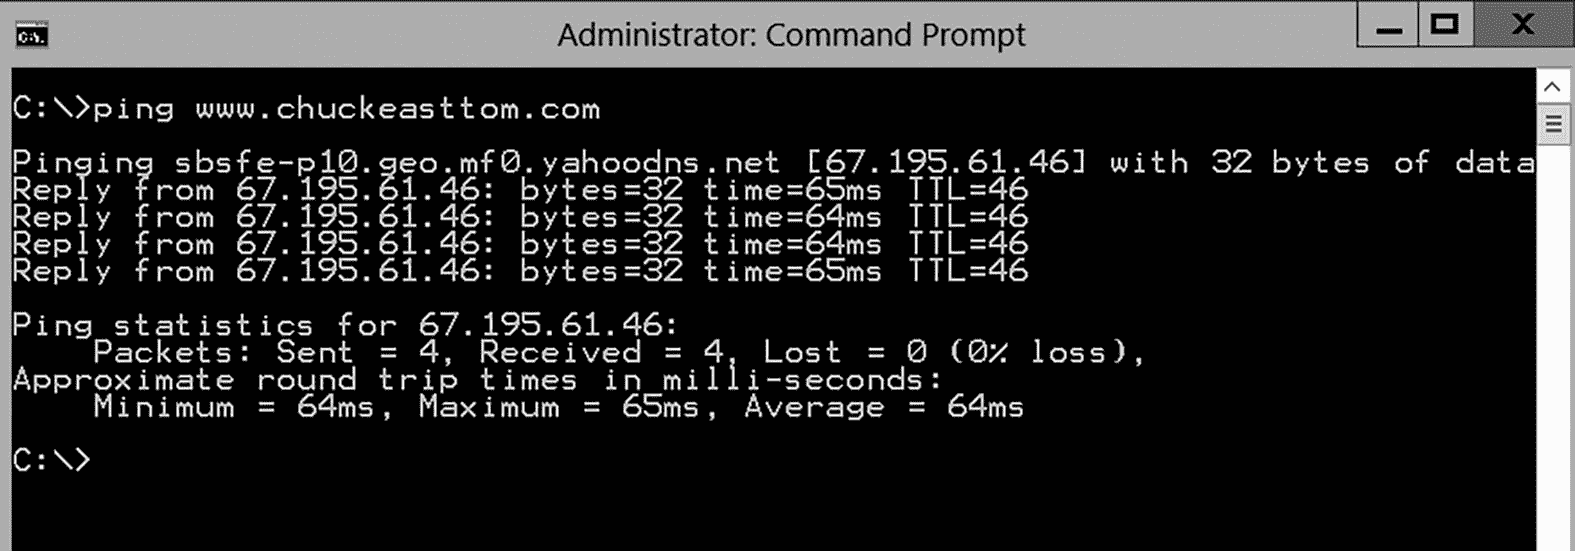 C:\.
Administrator: Command Prompt
X
C:\>ping www.chuckeasttom.com
Pinging sbsfe-p10.geo.mf0.yahoodns.net [67.195.61.46] with 32 bytes of data
Reply from 67.195.61.46: bytes=32 time=65ms TTL=46
Reply from 67.195.61.46: bytes=32 time=64ms TTL=46
Reply from 67.195.61.46: bytes=32 time=64ms TTL=46
Reply from 67.195.61.46: bytes=32 time=65ms TTL=46
Ping statistics for 67.195.61.46:
Packets: Sent = 4, Received = 4, Lost = 0 (0% loss),
Approximate round trip times in milli-seconds:
Minimum = 64ms, Maximum = 65ms, Average = 64ms
C:\>